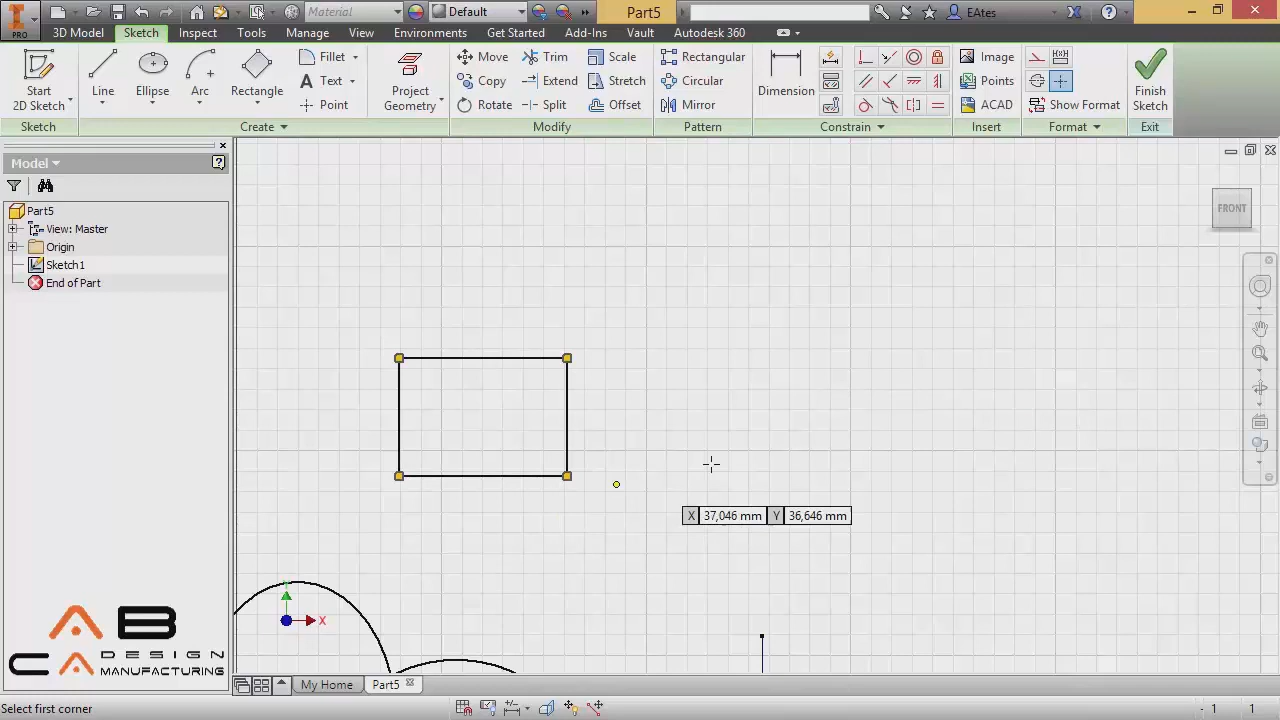 PRO
Material
Default
Part5
EAtes
3D Model
Sketch
Inspect
Tools
Manage
View
Environments
Get Started
Add-Ins
Vault
Autodesk 360
Start
2D Sketch
Line
Ellipse
Arc
Rectangle
Fillet
Text
Point
Project
Geometry
Move
Copy
Rotate
Trim
Extend
Split
Scale
Stretch
Offset
Rectangular
Circular
Mirror
Dimension
Image
Points
ACAD
Show Format
Finish
Sketch
Sketch
Create
Modify
Pattern
Constrain
Insert
Format
Exit
Model
Part5
View: Master
Origin
Sketch1
End of Part
FRONT
X 37,046 mm Y 36,646 mm
X
AB
CA DESIGN
MANUFACTURING
My Home
Part5
Select first corner
1 1